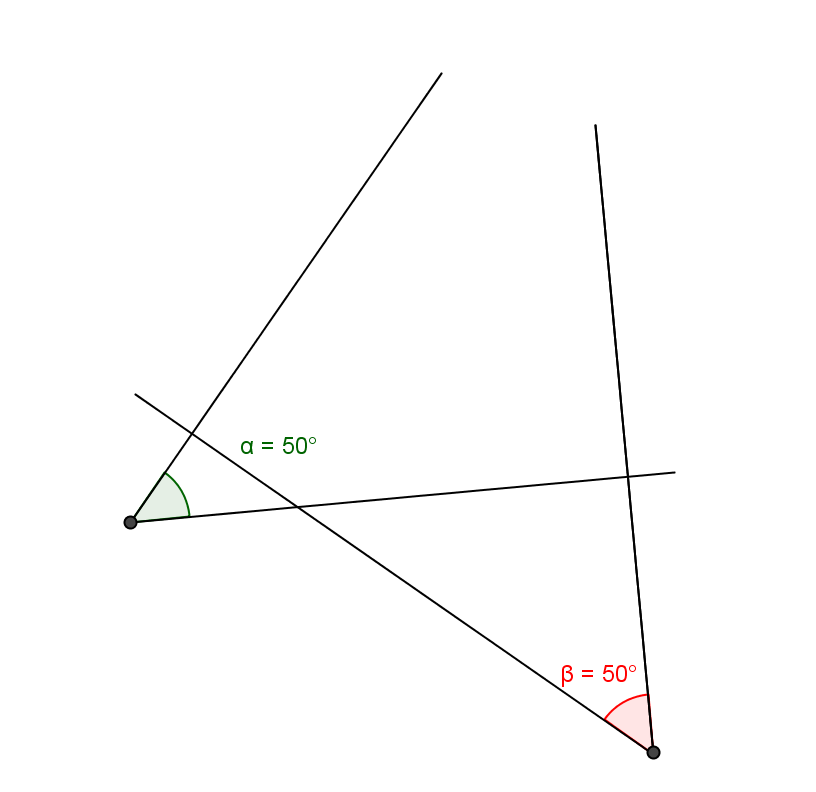 α = 50°
β = 50°